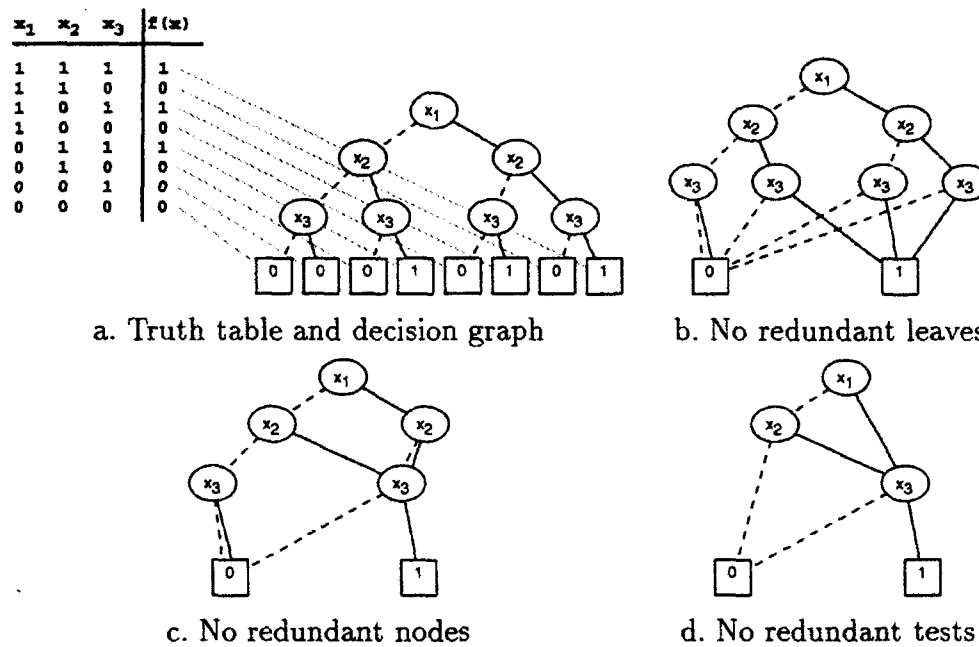 x1 x2 x3 f(x)
1 1 1 1
1 1 0 0
1 0 1 1
1 0 0 0
0 1 1 1
0 1 0 0
0 0 1 0
0 0 0 0
x1
x2 x2
x3 x3 x3 x3
0 0 0 1 0 1 0 1
a. Truth table and decision graph
x1
x2 x2
x3 x3 x3 x3
0 1
b. No redundant leaves
x1
x2 x2
x3 x3
0 1
c. No redundant nodes
x1
x2
x3
0 1
d. No redundant tests